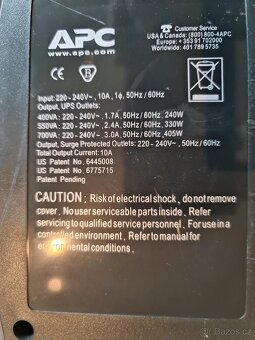 APC
www.apc.com
Customer Service
USA & Canada: (800) 800-4APC
Europe: +353 91 702000
Worldwide: 401 789 5735
Input: 220 - 240V~, 10A, 1ϕ, 50Hz / 60Hz
Output, UPS Outlets:
400VA: 220 - 240V~, 1.7A, 50Hz / 60Hz, 240W
550VA: 220 - 240V~, 2.4A, 50Hz / 60Hz, 330W
700VA: 220 - 240V~, 3.0A, 50Hz / 60Hz, 405W
Output, Surge Protected Outlets: 220 - 240V~, 50Hz / 60Hz
Total Output Current: 10A
US Patent No. 6445008
US Patent No. 6775715
Patent Pending
CAUTION: Risk of electrical shock, do not remove
cover. No user serviceable parts inside. Refer
servicing to qualified service personnel. For use in a
controlled environment. Refer to manual for
environmental conditions.
Bazos.cz